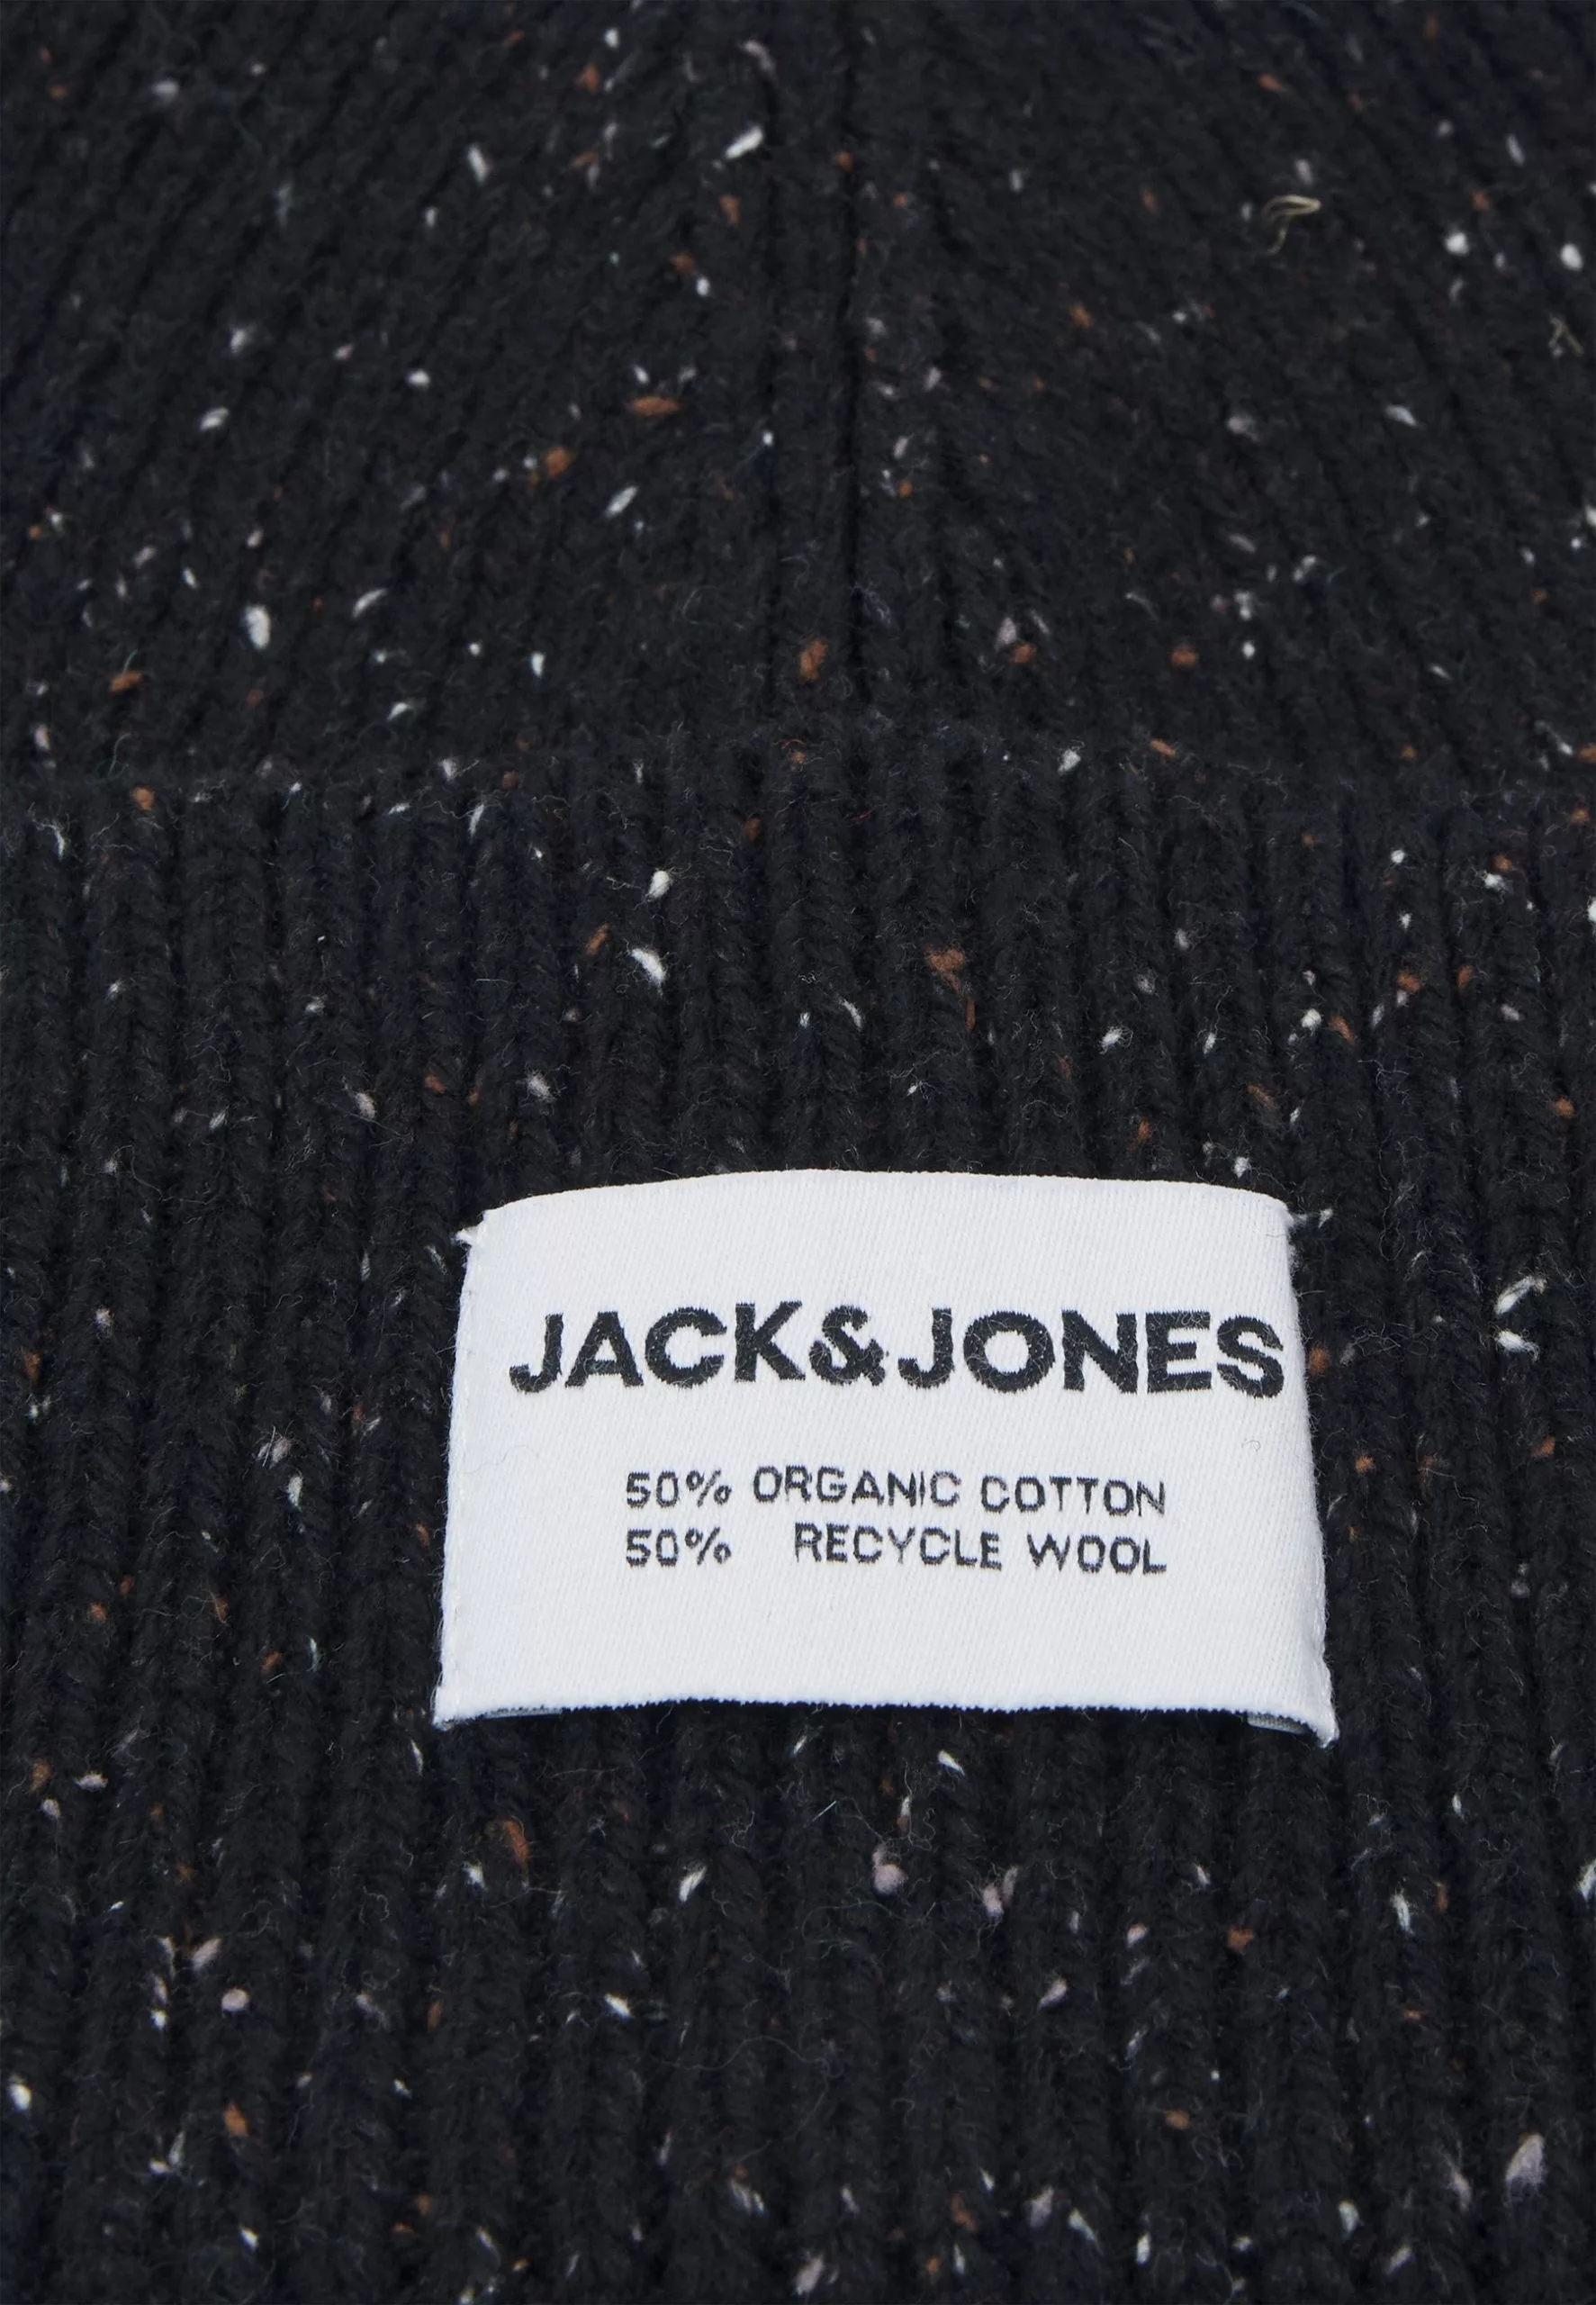 JACK&JONES
50% ORGANIC COTTON
50% RECYCLE WOOL